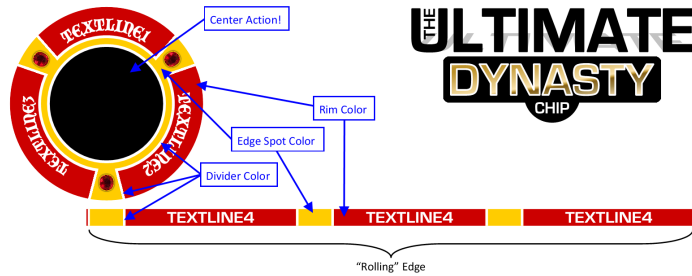 Center Action!
THE
ULTIMATE
DYNASTY
CHIP
TEXTLINE1
TEXTLINE3
TEXTLINE2
Rim Color
Edge Spot Color
Divider Color
TEXTLINE4
TEXTLINE4
TEXTLINE4
“Rolling” Edge